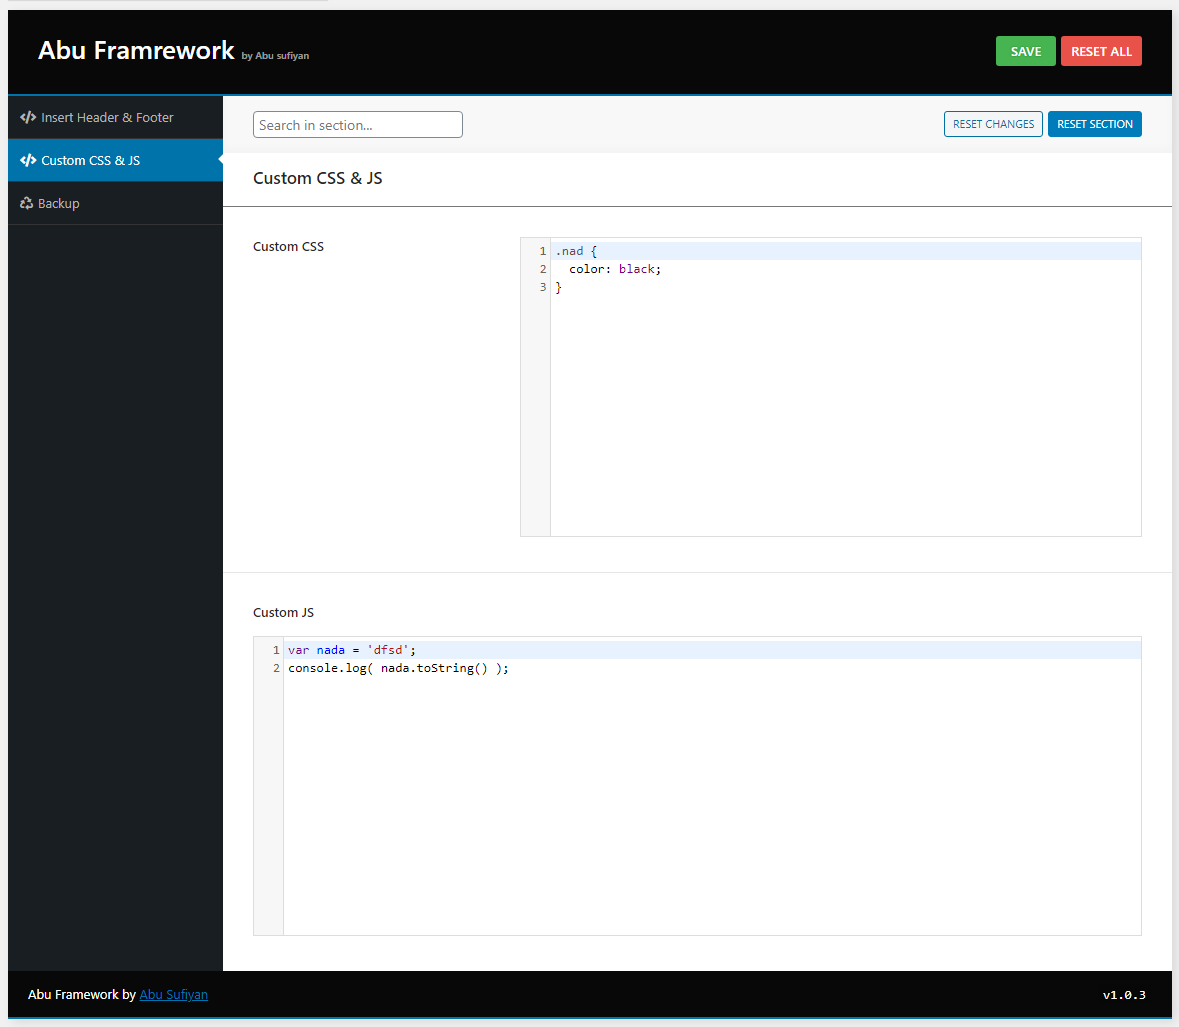 Abu Framrework by Abu sufiyan
SAVE
RESET ALL
Insert Header & Footer
Custom CSS & JS
Backup
Search in section...
RESET CHANGES
RESET SECTION
Custom CSS & JS
Custom CSS
1 .nad {
2   color: black;
3 }
Custom JS
1 var nada = 'dfsd';
2 console.log( nada.toString() );
Abu Framework by Abu Sufiyan
v1.0.3